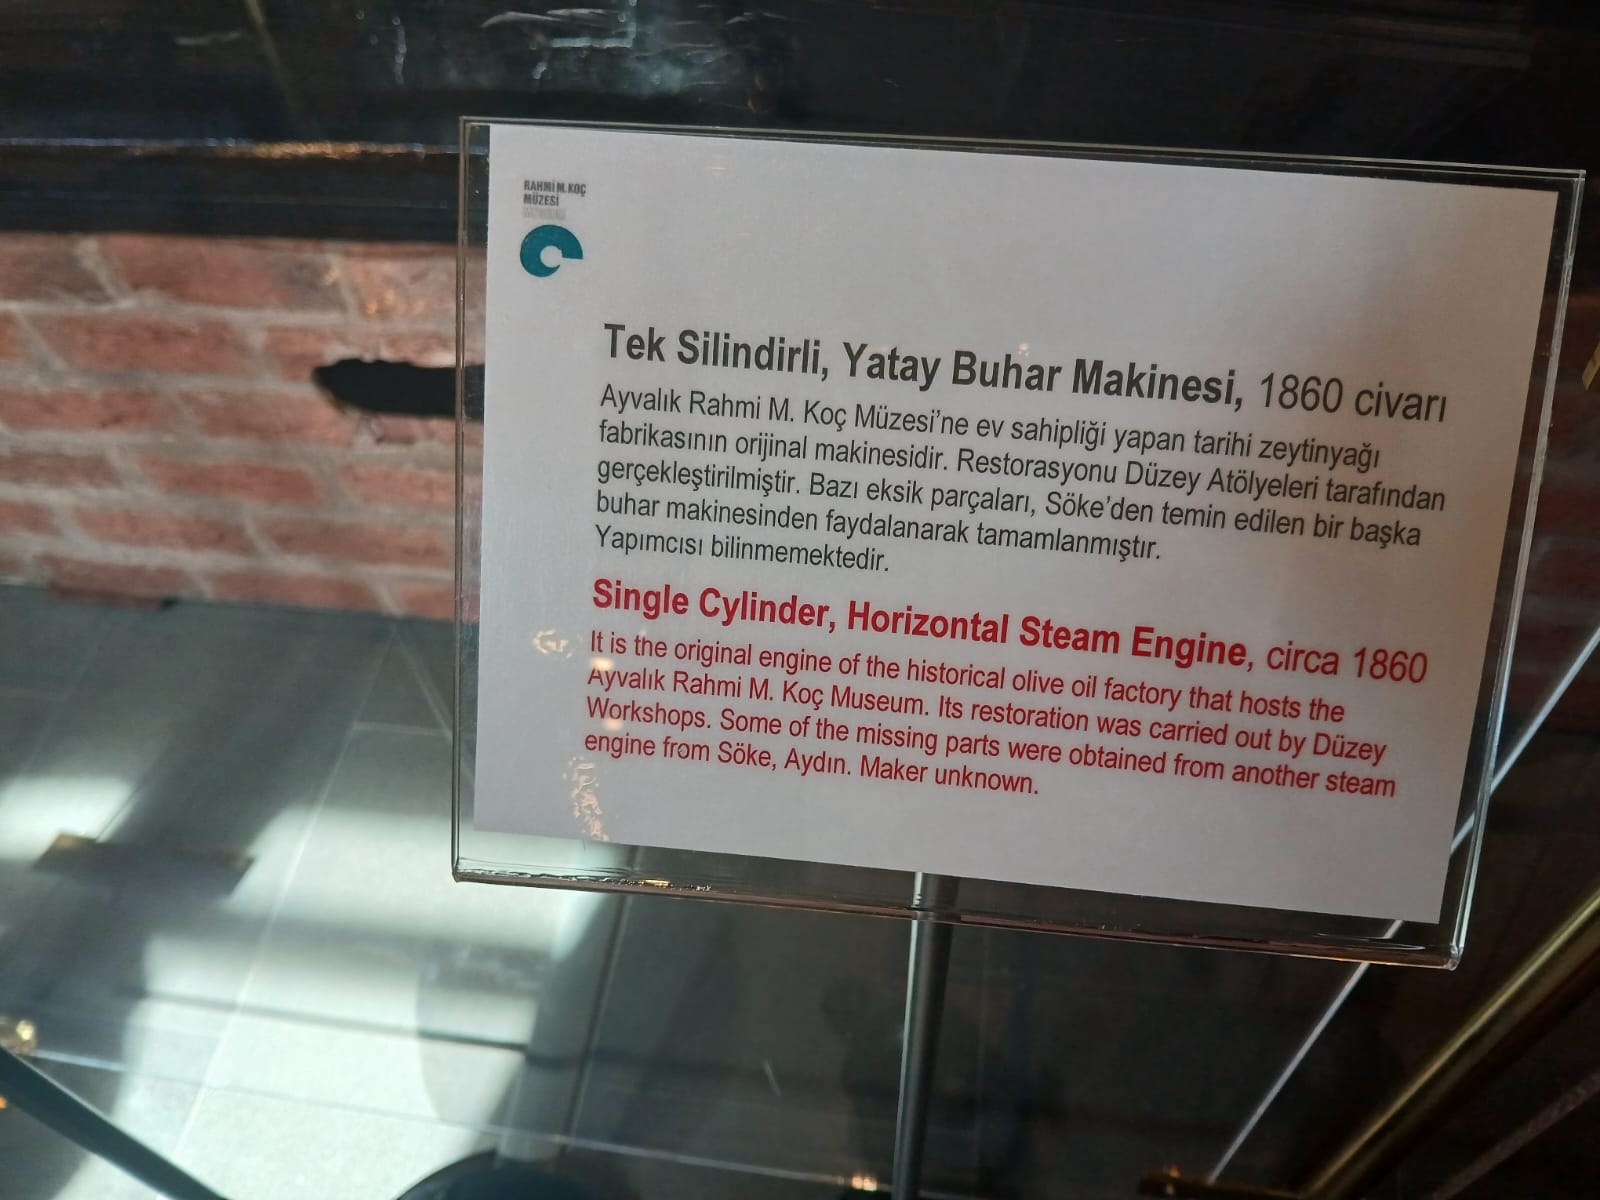 RAHMİ M. KOÇ
MÜZESİ
Tek Silindirli, Yatay Buhar Makinesi, 1860 civarı
Ayvalık Rahmi M. Koç Müzesi’ne ev sahipliği yapan tarihi zeytinyağı
fabrikasının orijinal makinesidir. Restorasyonu Düzey Atölyeleri tarafından
gerçekleştirilmiştir. Bazı eksik parçaları, Söke’den temin edilen bir başka
buhar makinesinden faydalanarak tamamlanmıştır.
Yapımcısı bilinmemektedir.
Single Cylinder, Horizontal Steam Engine, circa 1860
It is the original engine of the historical olive oil factory that hosts the
Ayvalık Rahmi M. Koç Museum. Its restoration was carried out by Düzey
Workshops. Some of the missing parts were obtained from another steam
engine from Söke, Aydın. Maker unknown.